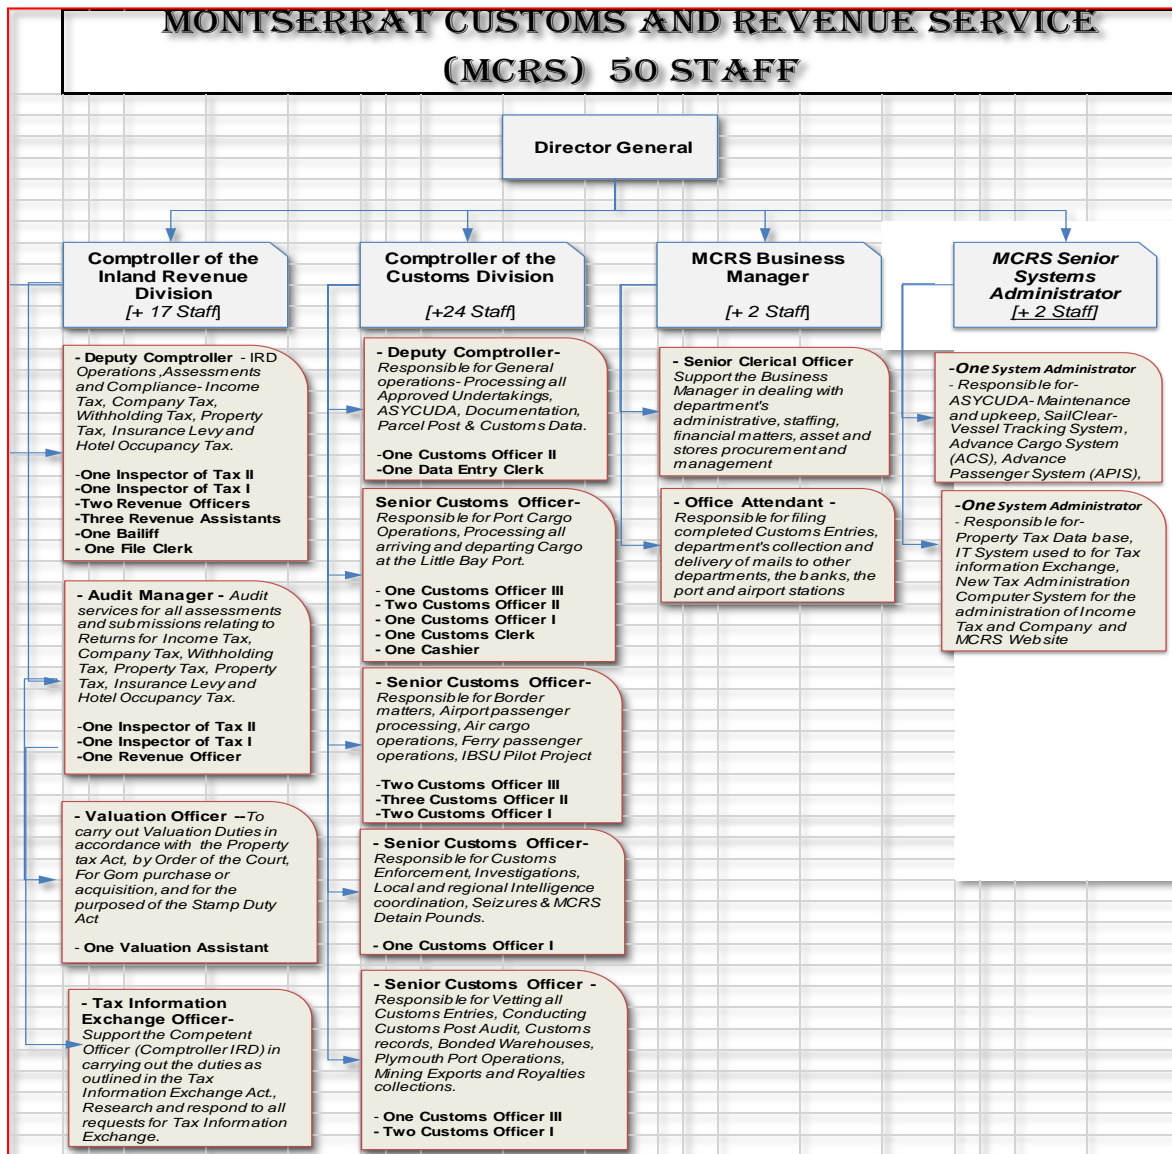 MONTSERRAT CUSTOMS AND REVENUE SERVICE
(MCRS) 50 STAFF
Director General
Comptroller of the
Inland Revenue
Division
[+ 17 Staff]
- Deputy Comptroller - IRD
Operations ,Assessments
and Compliance- Income
Tax, Company Tax,
Withholding Tax, Property
Tax, Insurance Levy and
Hotel Occupancy Tax.
-One Inspector of Tax II
-One Inspector of Tax I
-Two Revenue Officers
-Three Revenue Assistants
-One Bailiff
- One File Clerk
- Audit Manager - Audit
services for all assessments
and submissions relating to
Returns for Income Tax,
Company Tax, Withholding
Tax, Property Tax, Property
Tax, Insurance Levy and
Hotel Occupancy Tax.
-One Inspector of Tax II
-One Inspector of Tax I
-One Revenue Officer
- Valuation Officer --To
carry out Valuation Duties in
accordance with the Property
tax Act, by Order of the Court,
For Gom purchase or
acquisition, and for the
purposed of the Stamp Duty
Act
- One Valuation Assistant
- Tax Information
Exchange Officer-
Support the Competent
Officer (Comptroller IRD) in
carrying out the duties as
outlined in the Tax
Information Exchange Act.,
Research and respond to all
requests for Tax Information
Exchange.
Comptroller of the
Customs Division
[+24 Staff]
- Deputy Comptroller-
Responsible for General
operations- Processing all
Approved Undertakings,
ASYCUDA, Documentation,
Parcel Post & Customs Data.
-One Customs Officer II
-One Data Entry Clerk
Senior Customs Officer-
Responsible for Port Cargo
Operations, Processing all
arriving and departing Cargo
at the Little Bay Port.
- One Customs Officer III
- Two Customs Officer II
- One Customs Officer I
- One Customs Clerk
- One Cashier
- Senior Customs Officer-
Responsible for Border
matters, Airport passenger
processing, Air cargo
operations, Ferry passenger
operations, IBSU Pilot Project
-Two Customs Officer III
-Three Customs Officer II
-Two Customs Officer I
- Senior Customs Officer-
Responsible for Customs
Enforcement, Investigations,
Local and regional Intelligence
coordination, Seizures & MCRS
Detain Pounds.
- One Customs Officer I
- Senior Customs Officer -
Responsible for Vetting all
Customs Entries, Conducting
Customs Post Audit, Customs
records, Bonded Warehouses,
Plymouth Port Operations,
Mining Exports and Royalties
collections.
- One Customs Officer III
- Two Customs Officer I
MCRS Business
Manager
[+ 2 Staff]
- Senior Clerical Officer
Support the Business
Manager in dealing with
department's
administrative, staffing,
financial matters, asset and
stores procurement and
management
- Office Attendant -
Responsible for filing
completed Customs Entries,
department's collection and
delivery of mails to other
departments, the banks, the
port and airport stations
MCRS Senior
Systems
Administrator
[+ 2 Staff]
-One System Administrator
- Responsible for-
ASYCUDA- Maintenance
and upkeep, SailClear-
Vessel Tracking System,
Advance Cargo System
(ACS), Advance
Passenger System (APIS),
-One System Administrator
- Responsible for-
Property Tax Data base,
IT System used to for Tax
information Exchange,
New Tax Administration
Computer System for the
administration of Income
Tax and Company and
MCRS Website